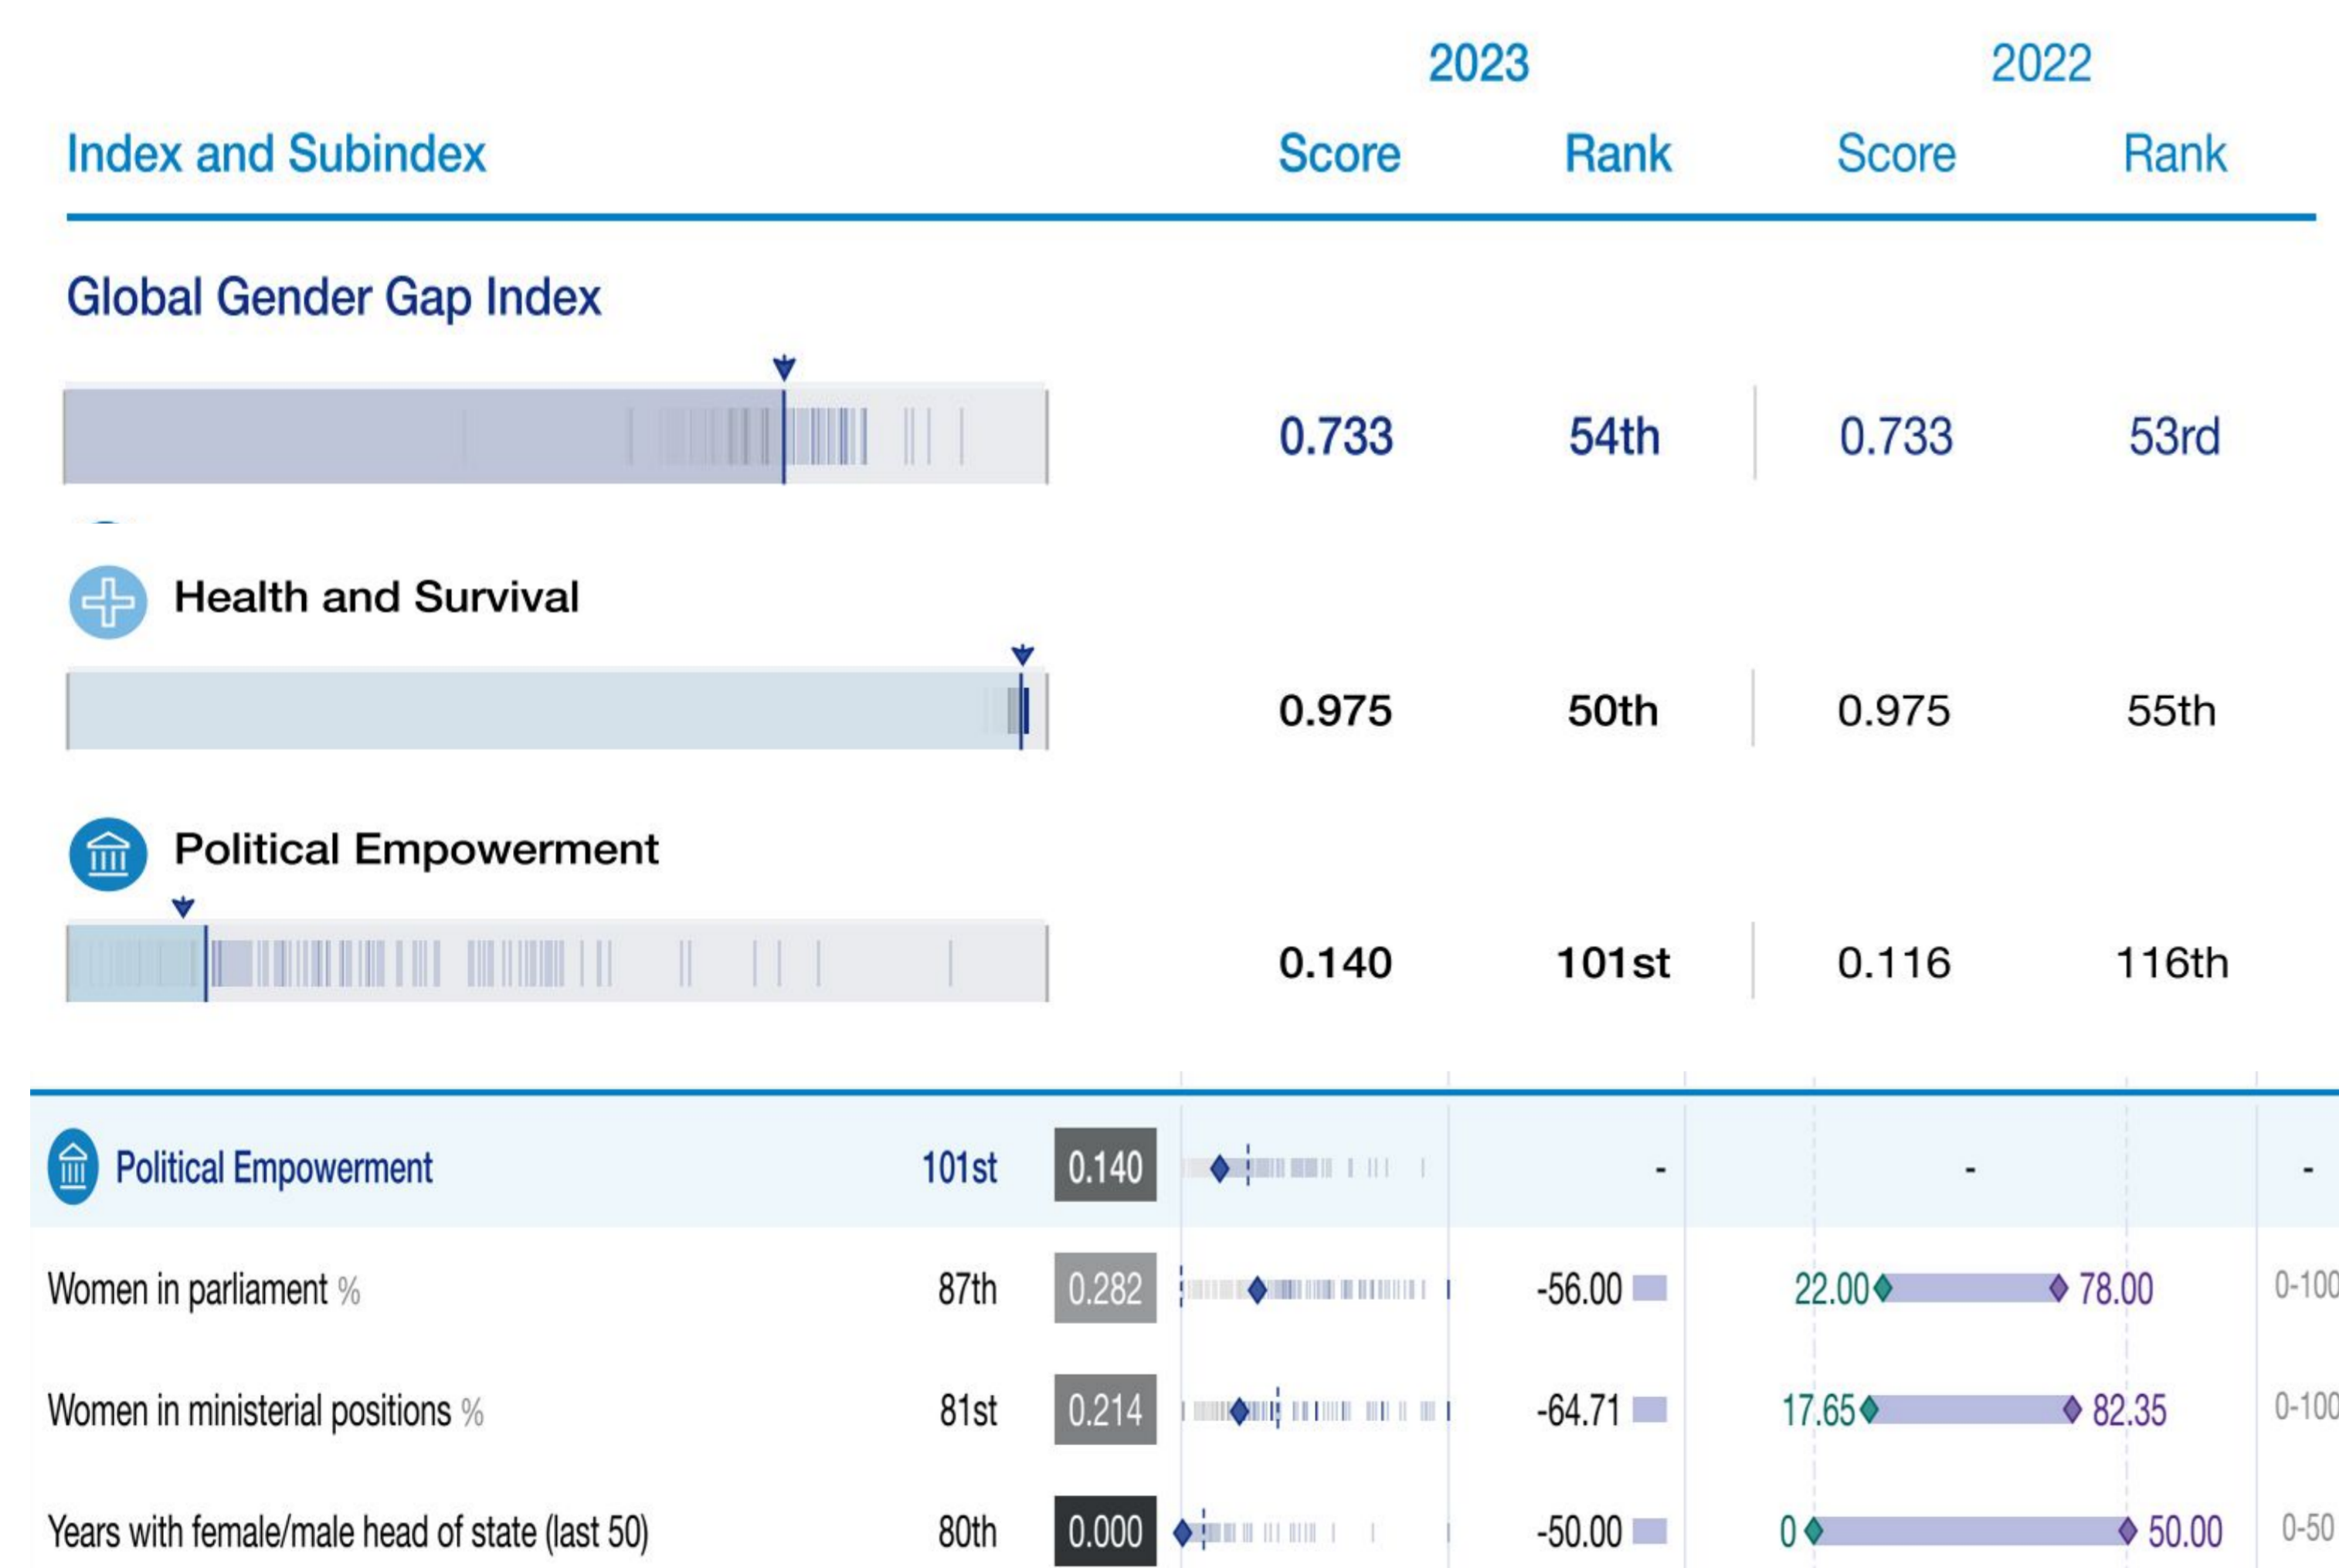 2023 2022
Index and Subindex Score Rank Score Rank
Global Gender Gap Index
0.733 54th 0.733 53rd
Health and Survival
0.975 50th 0.975 55th
Political Empowerment
0.140 101st 0.116 116th
Political Empowerment 101st 0.140 - - -
Women in parliament % 87th 0.282 -56.00 22.00 78.00 0-100
Women in ministerial positions % 81st 0.214 -64.71 17.65 82.35 0-100
Years with female/male head of state (last 50) 80th 0.000 -50.00 0 50.00 0-50